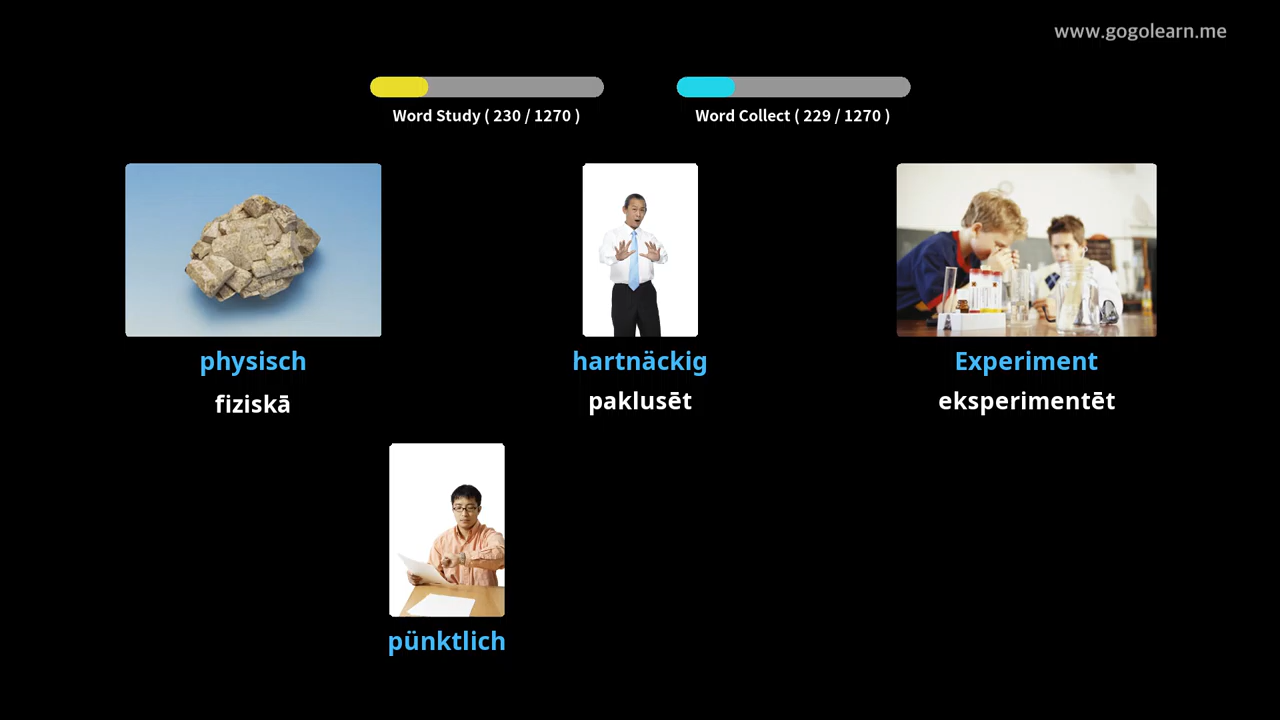 www.gogolearn.me
Word Study ( 230 / 1270 )
Word Collect ( 229 / 1270 )
physisch
hartnäckig
Experiment
fiziskā
paklusēt
eksperimentēt
pünktlich